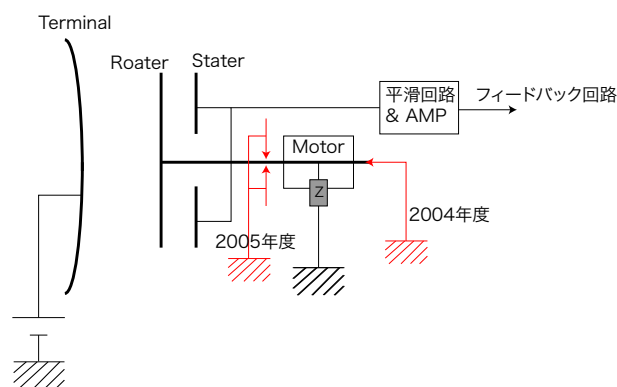 Terminal
Roater
Stater
平滑回路
& AMP
フィードバック回路
Motor
Z
2004年度
2005年度